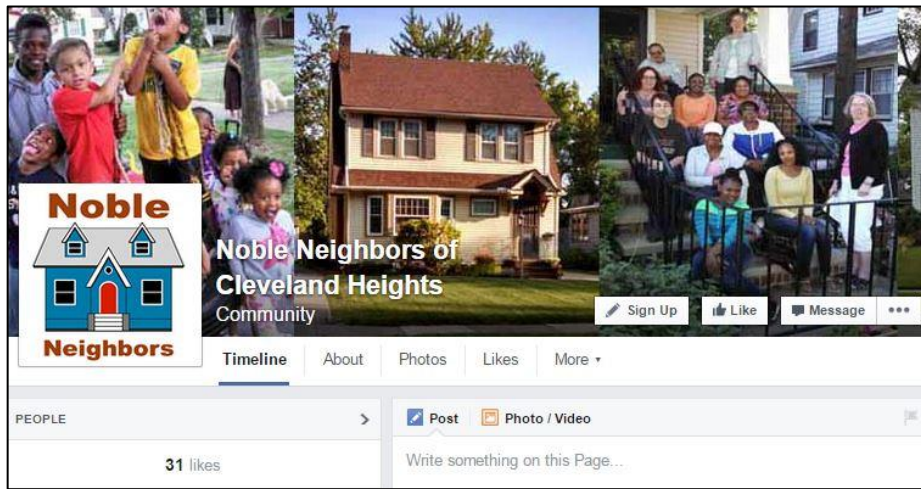 Noble
Neighbors
Noble Neighbors of
Cleveland Heights
Community
Sign Up
Like
Message
Timeline
About
Photos
Likes
More
PEOPLE
31 likes
Post
Photo / Video
Write something on this Page...